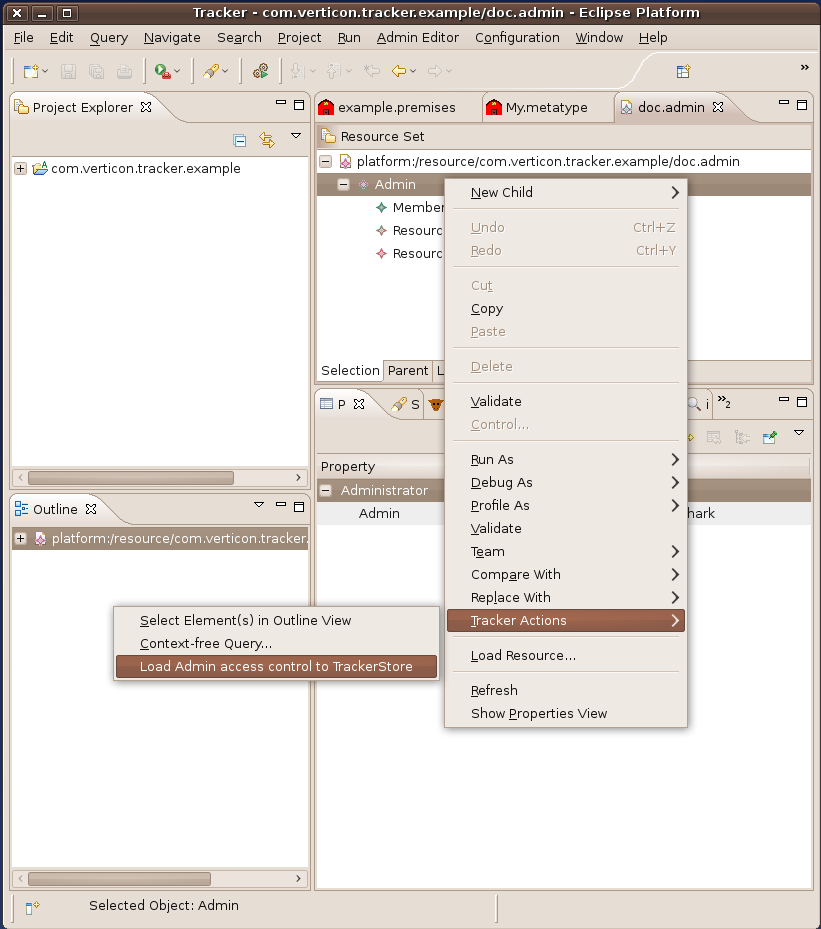 Tracker - com.verticon.tracker.example/doc.admin - Eclipse Platform
File Edit Query Navigate Search Project Run Admin Editor Configuration Window Help
Project Explorer
com.verticon.tracker.example
example.premises My.metatype doc.admin
Resource Set
platform:/resource/com.verticon.tracker.example/doc.admin
Admin
Member
Resourc
Resourc
Selection Parent L
New Child
Undo Ctrl+Z
Redo Ctrl+Y
Cut
Copy
Paste
Delete
Validate
Control...
Run As
Debug As
Profile As
Validate
Team
Compare With
Replace With
Tracker Actions
Load Resource...
Refresh
Show Properties View
P S i »2
Property
Administrator
Admin hark
Outline
platform:/resource/com.verticon.tracker.
Select Element(s) in Outline View
Context-free Query...
Load Admin access control to TrackerStore
Selected Object: Admin